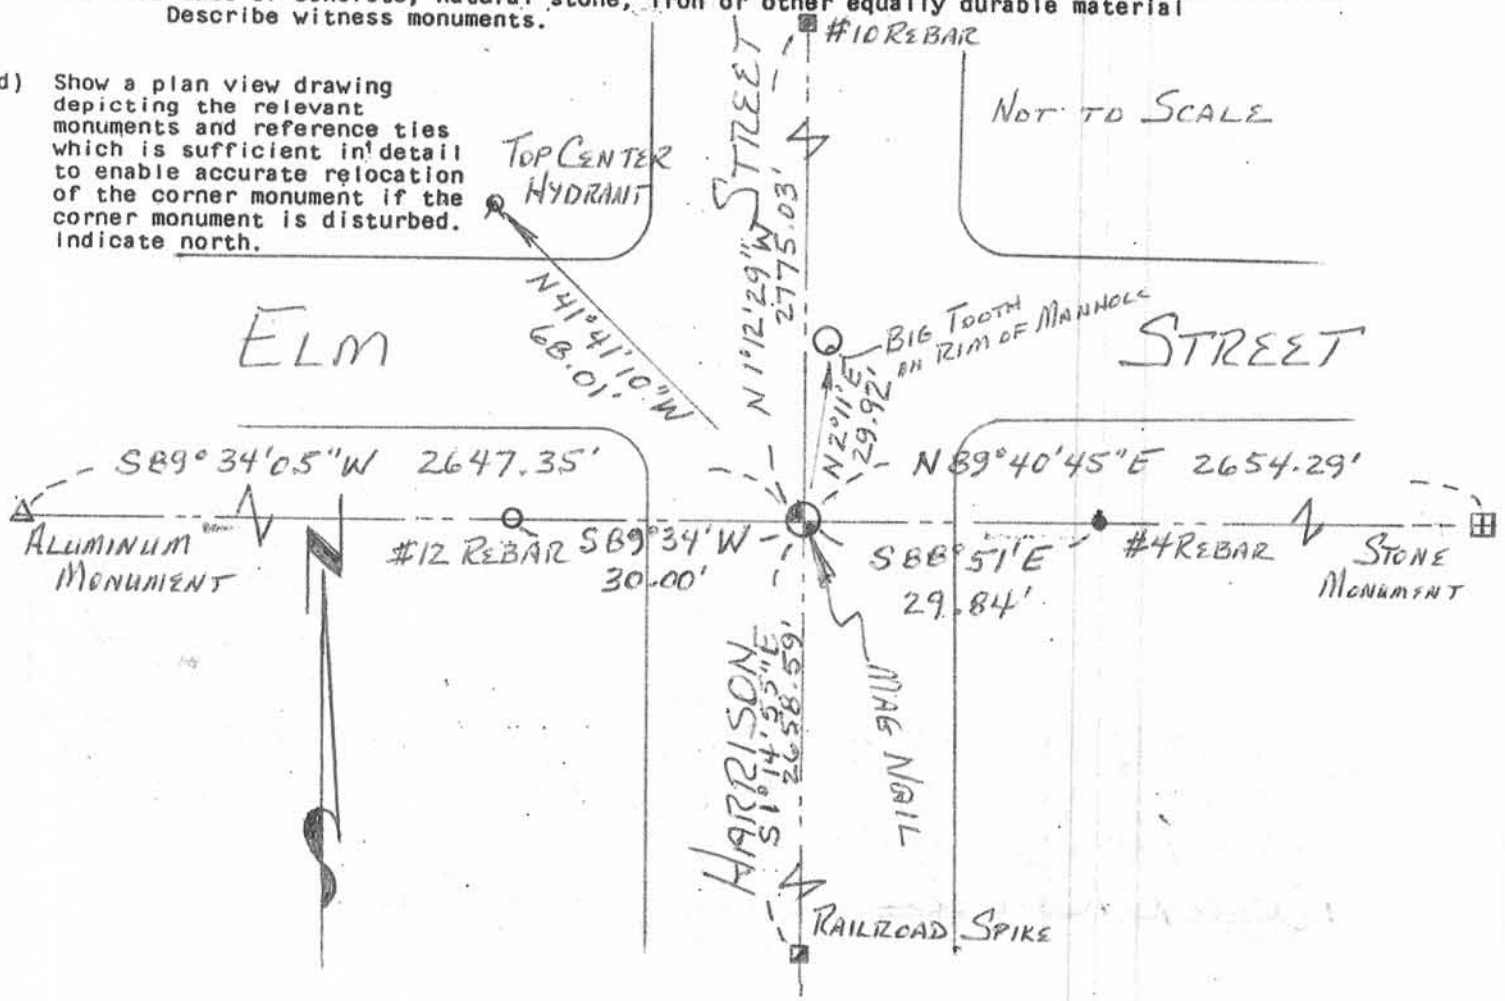 equally durable material
Describe witness monuments.
#10 REBAR
d) Show a plan view drawing
depicting the relevant
monuments and reference ties
which is sufficient in detail
to enable accurate relocation
of the corner monument if the
corner monument is disturbed.
Indicate north.
NOT TO SCALE
TOP CENTER
HYDRANT
STREET
N 1°12'29" W
2775.03'
N41°41'10"W
68.01'
ELM
STREET
BIG TOOTH
ON RIM OF MANHOLE
N2°11'E
29.92'
S89°34'05"W 2647.35'
N89°40'45"E 2654.29'
ALUMINUM
MONUMENT
N
#12 REBAR
S89°34'W
30.00'
S88°51'E
29.84'
#4 REBAR
STONE
MONUMENT
HARRISON
S1°14'55"E
2658.59'
MAG NAIL
S
RAILROAD SPIKE